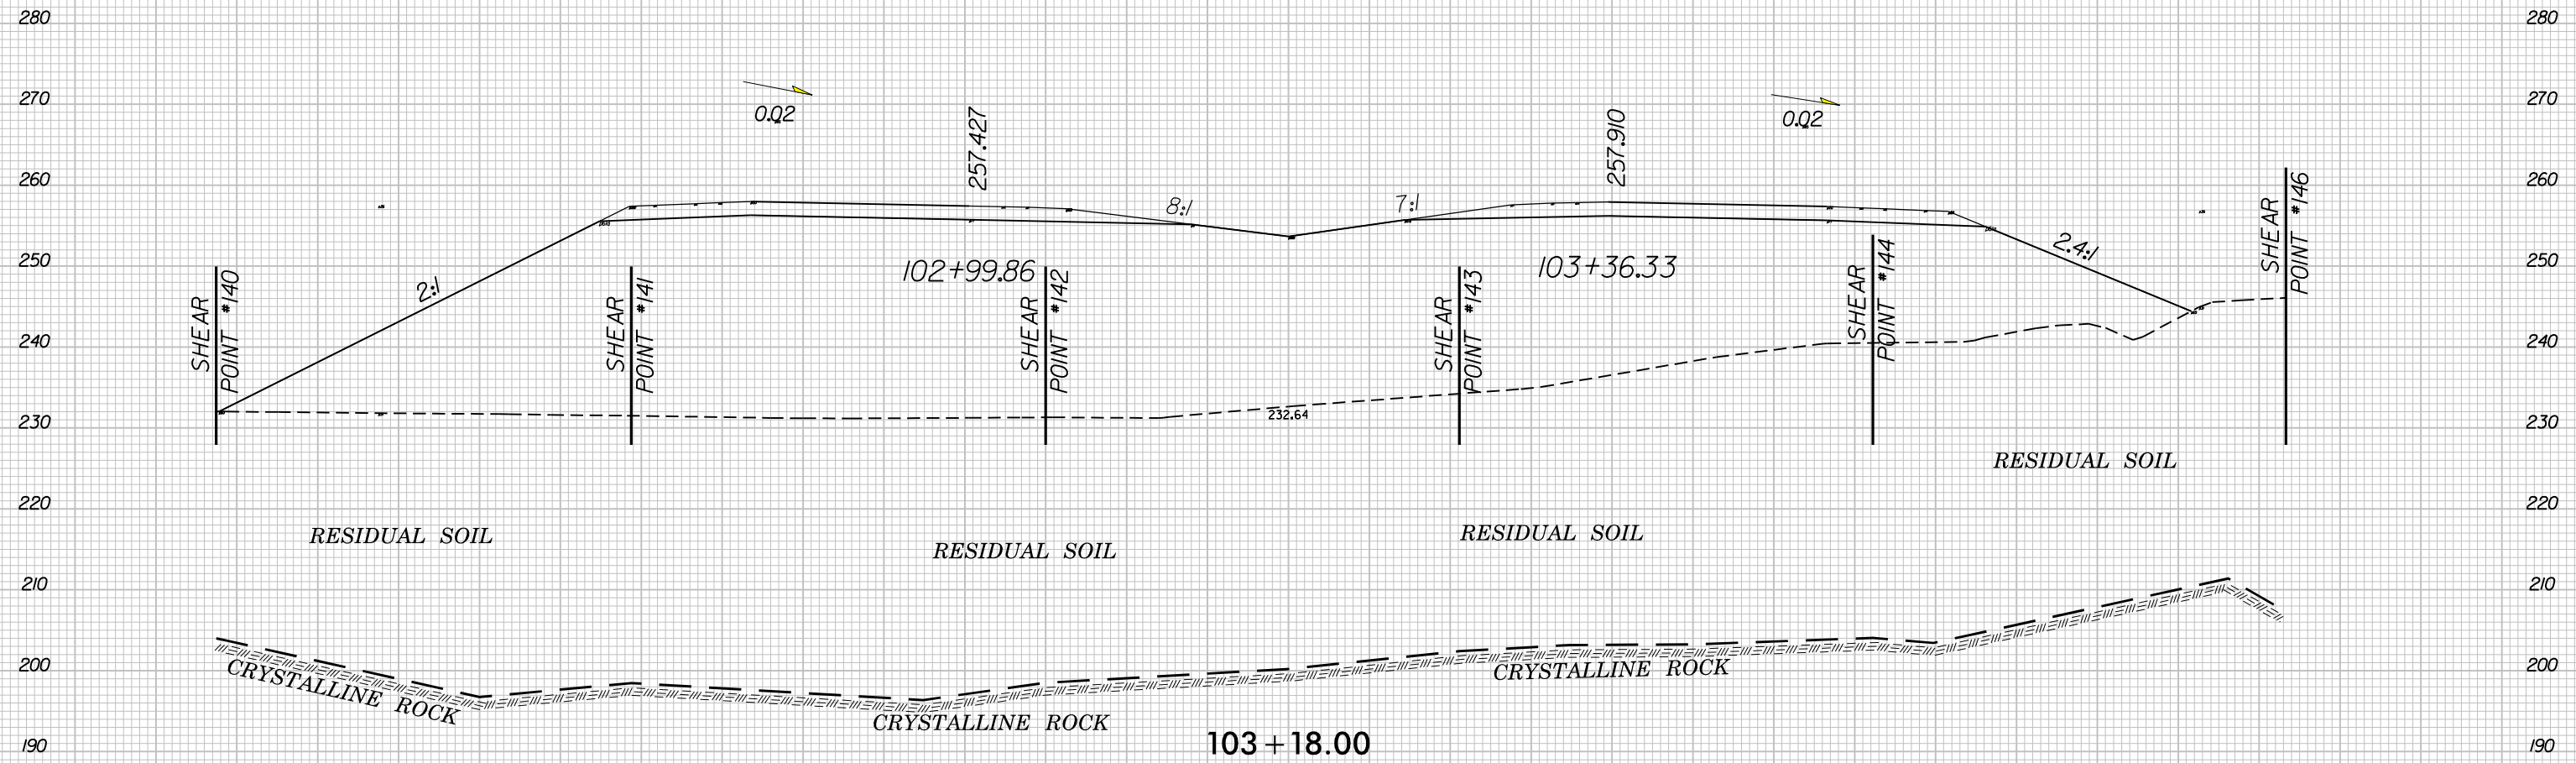 280
280
270
270
0.02
0.02
257.427
257.910
260
260
8:1
7:1
250
250
2:1
2.4:1
102+99.86
103+36.33
SHEAR
POINT #140
SHEAR
POINT #141
SHEAR
POINT #142
SHEAR
POINT #143
SHEAR
POINT #144
SHEAR
POINT #146
240
240
230
230
232.64
RESIDUAL SOIL
220
220
RESIDUAL SOIL
RESIDUAL SOIL
RESIDUAL SOIL
210
210
200
200
CRYSTALLINE ROCK
CRYSTALLINE ROCK
CRYSTALLINE ROCK
190
190
103+18.00